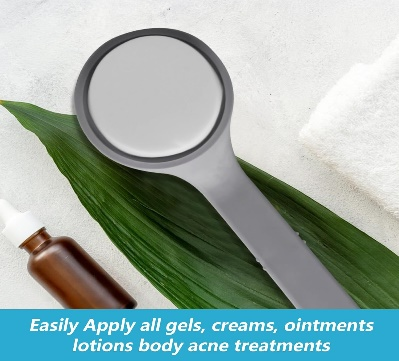 Easily Apply all gels, creams, ointments
lotions body acne treatments